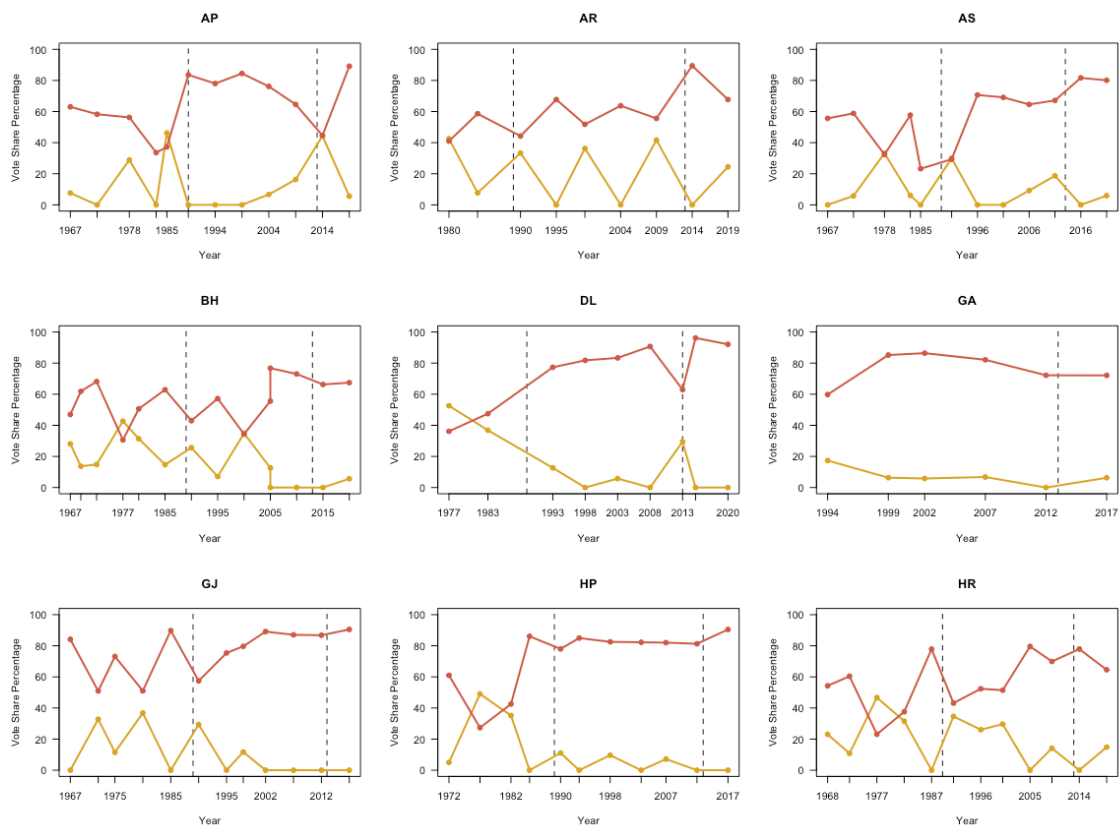 AP
AR
AS
Vote Share Percentage
100
80
60
40
20
0
1967 1978 1985 1994 2004 2014
Year
Vote Share Percentage
100
80
60
40
20
0
1980 1990 1995 2004 2009 2014 2019
Year
Vote Share Percentage
100
80
60
40
20
0
1967 1978 1985 1996 2006 2016
Year
BH
DL
GA
Vote Share Percentage
100
80
60
40
20
0
1967 1977 1985 1995 2005 2015
Year
Vote Share Percentage
100
80
60
40
20
0
1977 1983 1993 1998 2003 2008 2013 2020
Year
Vote Share Percentage
100
80
60
40
20
0
1994 1999 2002 2007 2012 2017
Year
GJ
HP
HR
Vote Share Percentage
100
80
60
40
20
0
1967 1975 1985 1995 2002 2012
Year
Vote Share Percentage
100
80
60
40
20
0
1972 1982 1990 1998 2007 2017
Year
Vote Share Percentage
100
80
60
40
20
0
1968 1977 1987 1996 2005 2014
Year